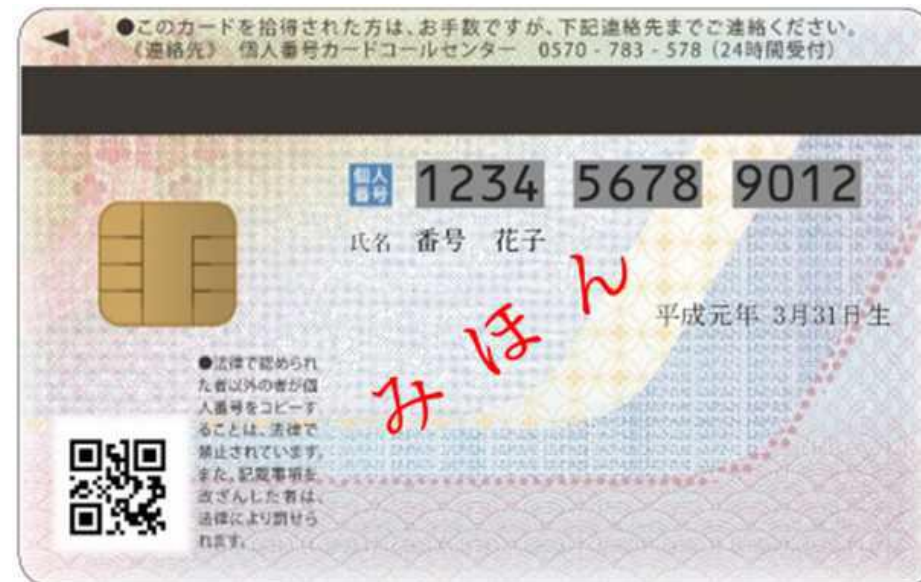 ●このカードを拾得された方は、お手数ですが、下記連絡先までご連絡ください。
《連絡先》 個人番号カードコールセンター 0570-783-578 (24時間受付)
個人番号 1234 5678 9012
氏名 番号 花子
平成元年 3月31日生
みほん
●法律で認められ
た者以外の者が個
人番号をコピーす
ることは、法律で
禁止されています。
また、記載事項を
改ざんした者は、
法律により罰せら
れます。